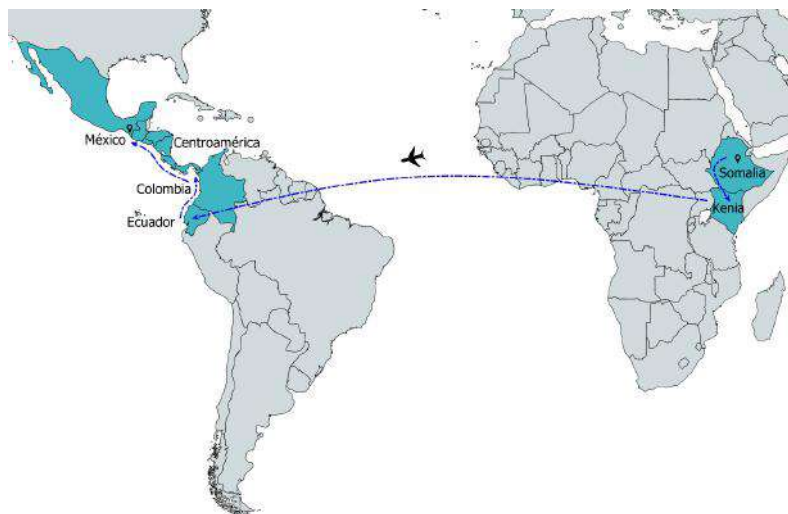 México
Centroamérica
Colombia
Ecuador
Somalia
Kenia